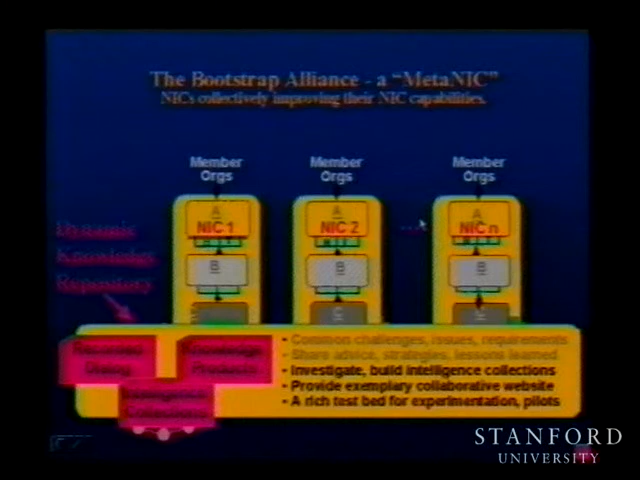 The Bootstrap Alliance - a “MetaNIC”
NICs collectively improving their NIC capabilities.
Member Orgs
Member Orgs
Member Orgs
A
NIC 1
A
NIC 2
A
NIC n
B
B
B
C
C
C
Dynamic
Knowledge
Repository
Recorded
Dialog
Knowledge
Products
Intelligence
• Common challenges, issues, requirements
• Share advice, strategies, lessons learned
• Investigate, build intelligence collections
• Provide exemplary collaborative website
• A rich test bed for experimentation, pilots
STANFORD
UNIVERSITY